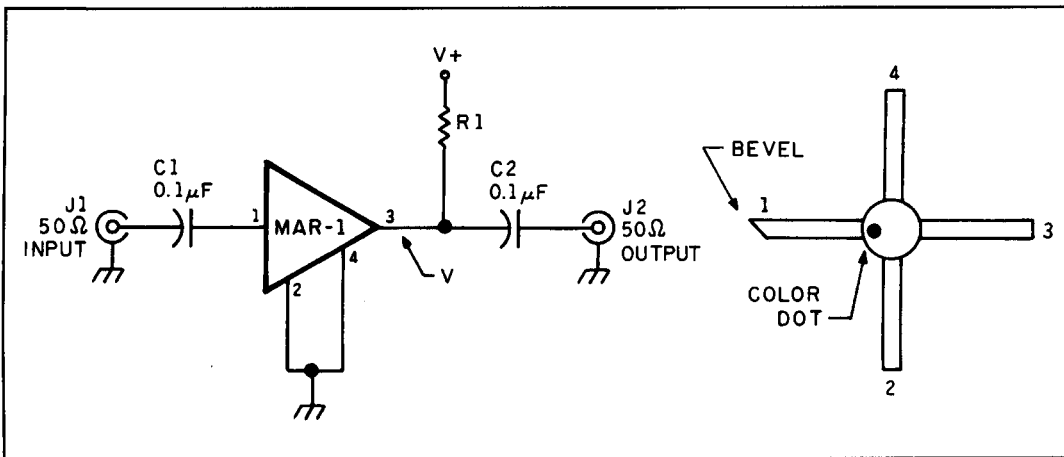 V+
R1
C1
0.1µF
J1
50Ω
INPUT
1
MAR-1
3
4
2
V
C2
0.1µF
J2
50Ω
OUTPUT
4
BEVEL
1
3
COLOR
DOT
2